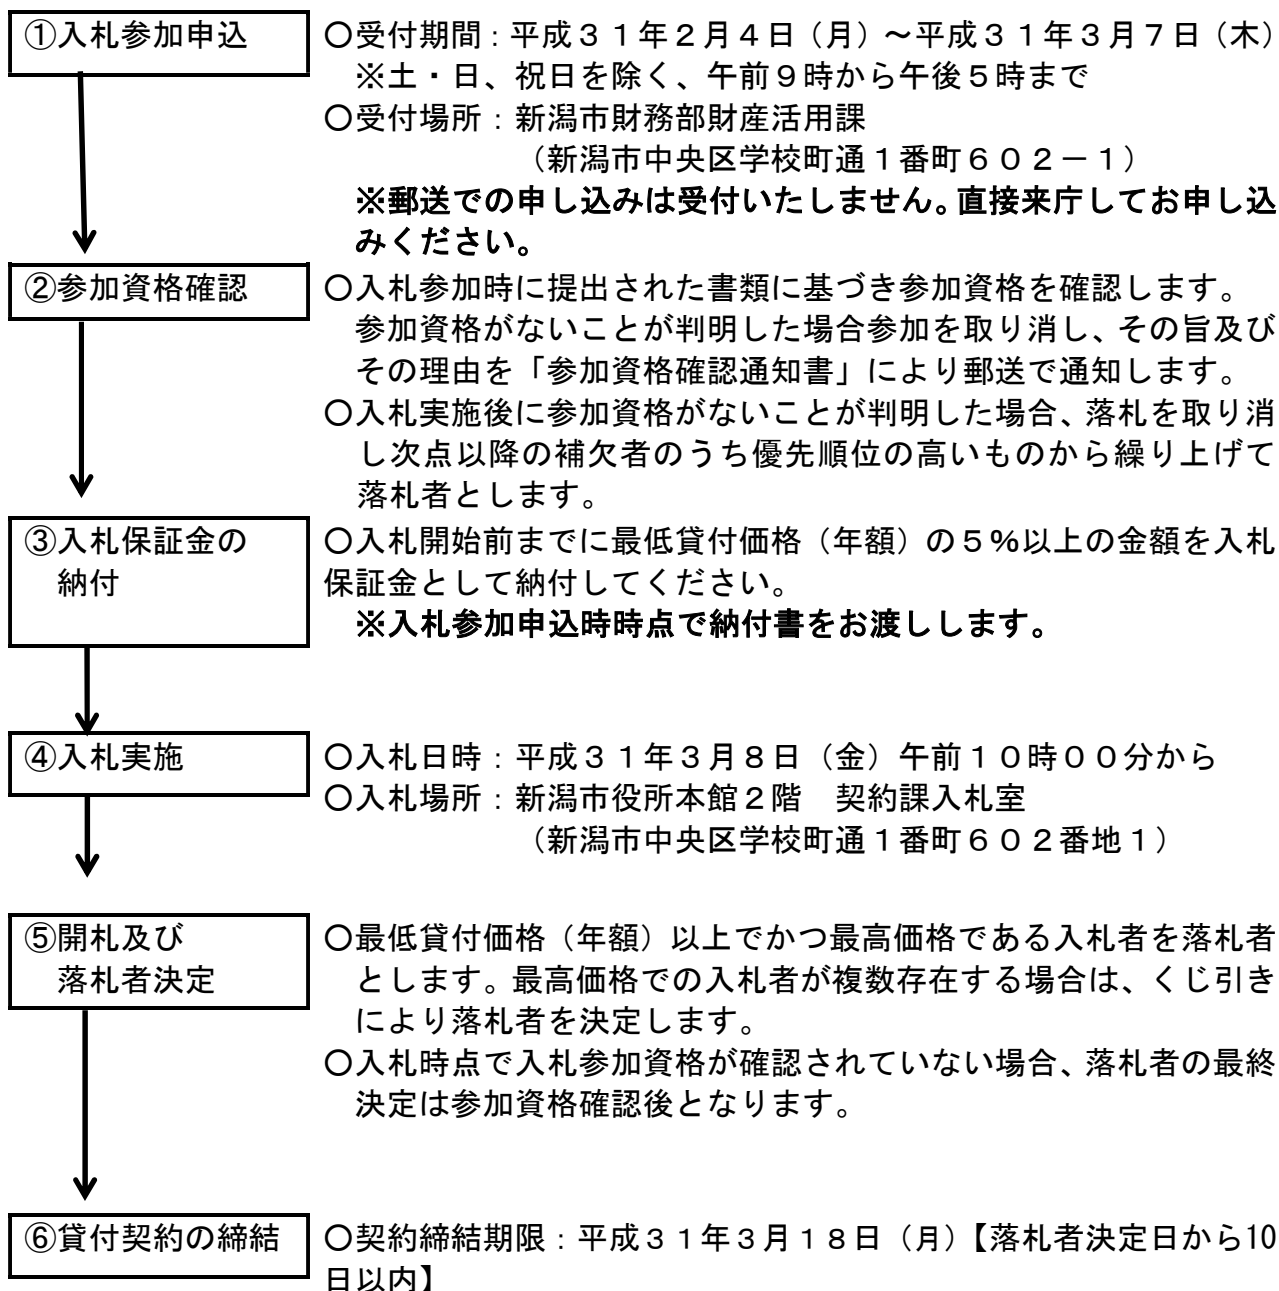 ①入札参加申込
〇受付期間：平成３１年２月４日（月）～平成３１年３月７日（木）
※土・日、祝日を除く、午前９時から午後５時まで
〇受付場所：新潟市財務部財産活用課
（新潟市中央区学校町通１番町６０２－１）
※郵送での申し込みは受付いたしません。直接来庁してお申し込
みください。
②参加資格確認
〇入札参加時に提出された書類に基づき参加資格を確認します。
参加資格がないことが判明した場合参加を取り消し、その旨及び
その理由を「参加資格確認通知書」により郵送で通知します。
〇入札実施後に参加資格がないことが判明した場合、落札を取り消
し次点以降の補欠者のうち優先順位の高いものから繰り上げて
落札者とします。
③入札保証金の
納付
〇入札開始前までに最低貸付価格（年額）の５％以上の金額を入札
保証金として納付してください。
※入札参加申込時時点で納付書をお渡しします。
④入札実施
〇入札日時：平成３１年３月８日（金）午前１０時００分から
〇入札場所：新潟市役所本館２階　契約課入札室
（新潟市中央区学校町通１番町６０２番地１）
⑤開札及び
落札者決定
〇最低貸付価格（年額）以上でかつ最高価格である入札者を落札者
とします。最高価格での入札者が複数存在する場合は、くじ引き
により落札者を決定します。
〇入札時点で入札参加資格が確認されていない場合、落札者の最終
決定は参加資格確認後となります。
⑥貸付契約の締結
〇契約締結期限：平成３１年３月１８日（月）【落札者決定日から10
日以内】